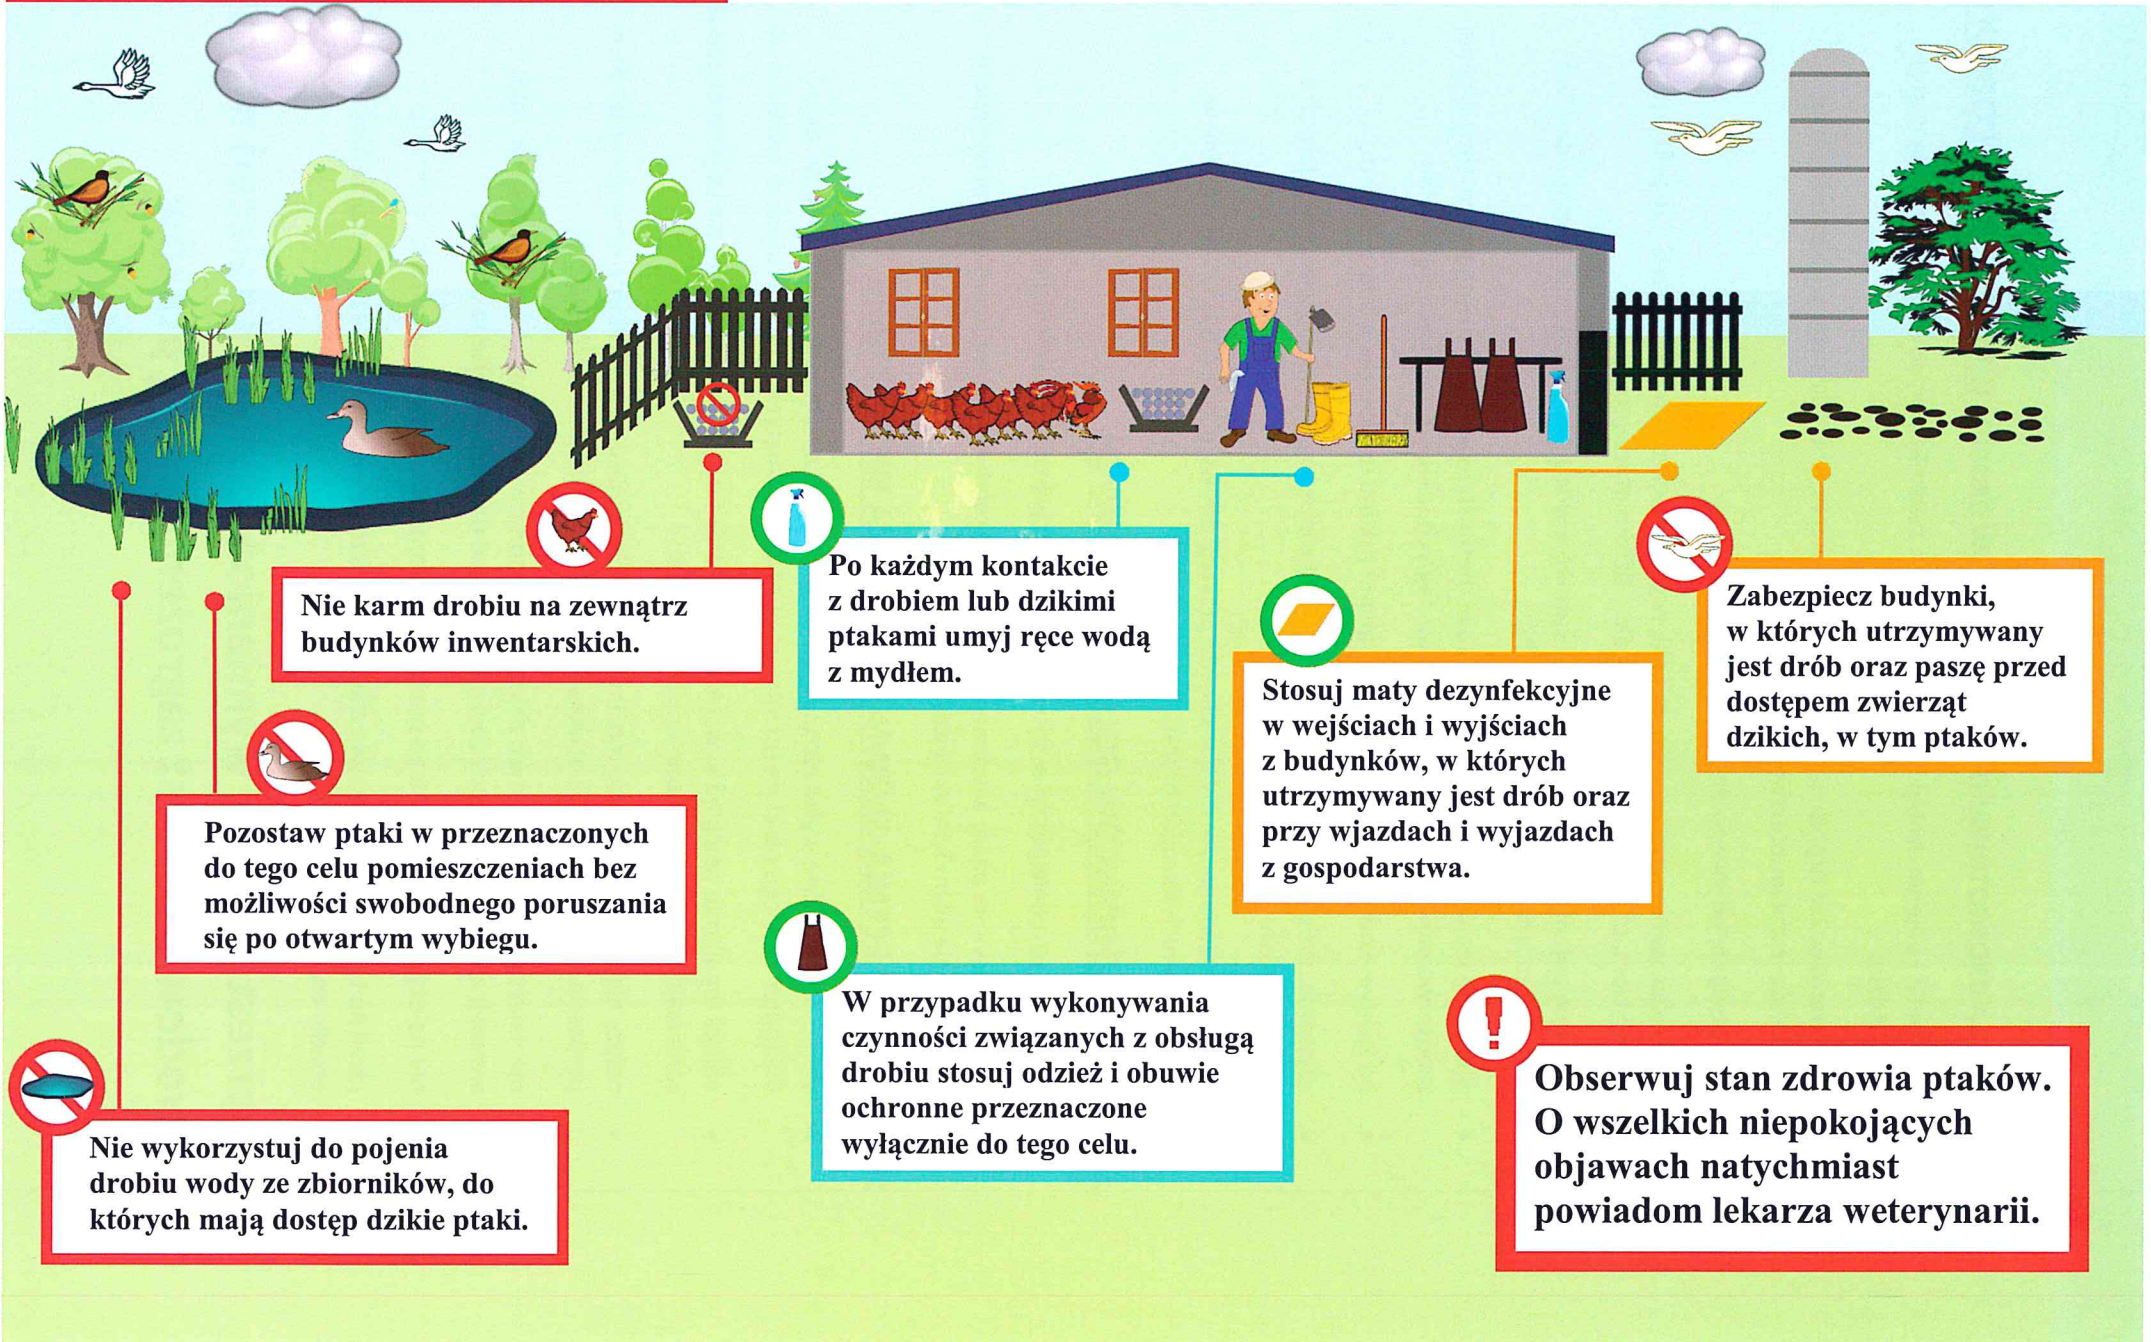 Nie karm drobiu na zewnątrz
budynków inwentarskich.
Po każdym kontakcie
z drobiem lub dzikimi
ptakami umyj ręce wodą
z mydłem.
Stosuj maty dezynfekcyjne
w wejściach i wyjściach
z budynków, w których
utrzymywany jest drób oraz
przy wjazdach i wyjazdach
z gospodarstwa.
Zabezpiecz budynki,
w których utrzymywany
jest drób oraz paszę przed
dostępem zwierząt
dzikich, w tym ptaków.
Pozostaw ptaki w przeznaczonych
do tego celu pomieszczeniach bez
możliwości swobodnego poruszania
się po otwartym wybiegu.
W przypadku wykonywania
czynności związanych z obsługą
drobiu stosuj odzież i obuwie
ochronne przeznaczone
wyłącznie do tego celu.
Nie wykorzystuj do pojenia
drobiu wody ze zbiorników, do
których mają dostęp dzikie ptaki.
Obserwuj stan zdrowia ptaków.
O wszelkich niepokojących
objawach natychmiast
powiadom lekarza weterynarii.